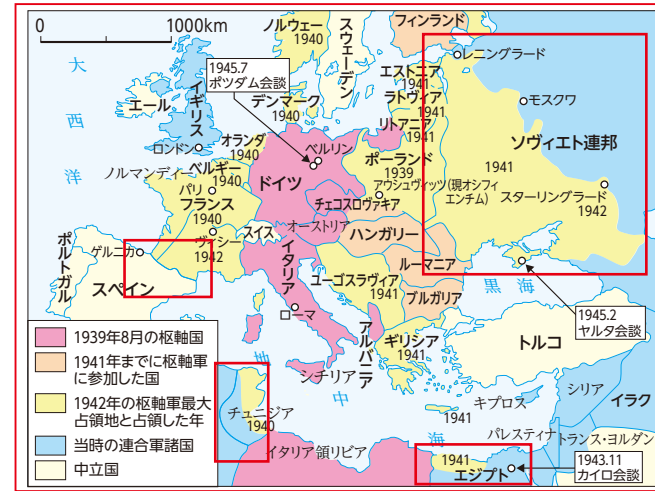 0 1000km
ノルウェー
1940
スウェーデン
フィンランド
1941
大西洋
エール
イギリス
ロンドン
1945.7
ポツダム会談
デンマーク
1940
エストニア
1941
ラトヴィア
1941
リトアニア
1941
レニングラード
モスクワ
ソヴィエト連邦
1941
スターリングラード
1942
オランダ
1940
ベルギー
1940
ノルマンディー
パリ
フランス
1940
ヴィシー
1942
ベルリン
ドイツ
ポーランド
1939
アウシュヴィッツ(現オシフィ
エンチム)
チェコスロヴァキア
オーストリア
スイス
ハンガリー
ルーマニア
ブルガリア
ユーゴスラヴィア
1941
イタリア
ローマ
アルバニア
ギリシア
1941
ポルトガル
ゲルニカ
スペイン
黒海
1945.2
ヤルタ会談
トルコ
シチリア
地中海
チュニジア
1940
イタリア領リビア
1941
キプロス
シリア
イラク
パレスティナ
トランス・ヨルダン
1941
エジプト
1943.11
カイロ会談
1939年8月の枢軸国
1941年までに枢軸軍
に参加した国
1942年の枢軸軍最大
占領地と占領した年
当時の連合軍諸国
中立国